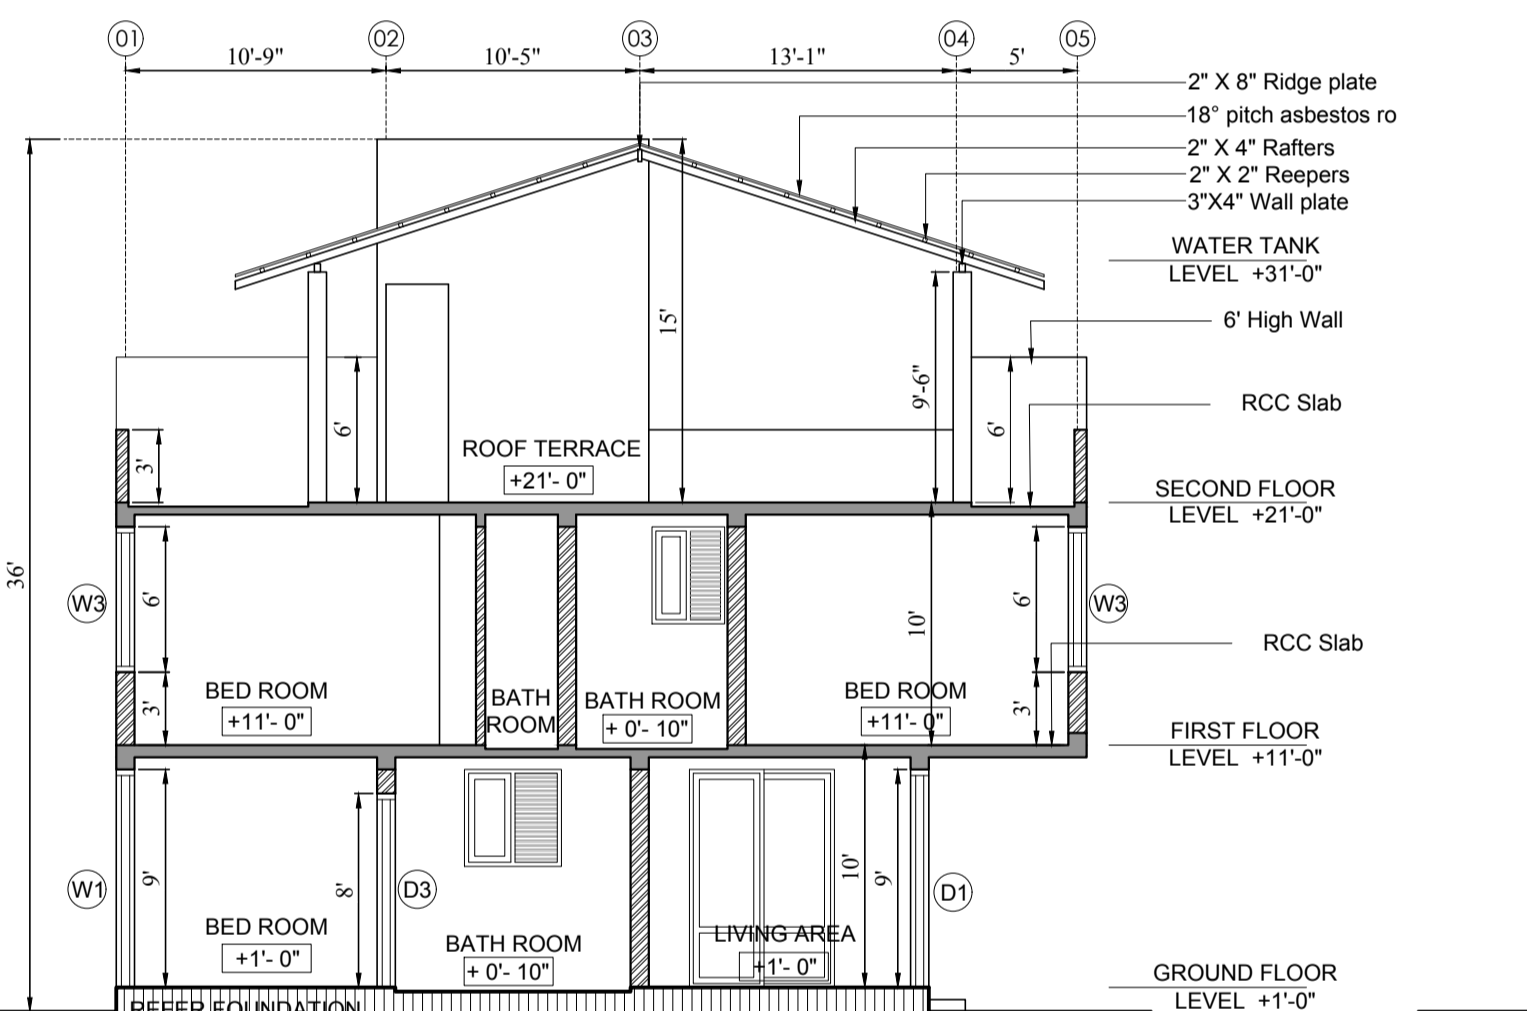 01 02 03 04 05
10'-9" 10'-5" 13'-1" 5'
2" X 8" Ridge plate
18° pitch asbestos ro
2" X 4" Rafters
2" X 2" Reepers
3"X4" Wall plate
WATER TANK
LEVEL +31'-0"
6' High Wall
15'
9'-6"
RCC Slab
6'
6'
3'
ROOF TERRACE
+21'- 0"
SECOND FLOOR
LEVEL +21'-0"
36'
W3
6'
10'
6'
W3
RCC Slab
BED ROOM
+11'- 0"
3'
BATH
ROOM
BATH ROOM
+ 0'- 10"
BED ROOM
+11'- 0"
3'
FIRST FLOOR
LEVEL +11'-0"
W1
9'
8'
D3
10'
9'
D1
BED ROOM
+1'- 0"
BATH ROOM
+ 0'- 10"
LIVING AREA
+1'- 0"
GROUND FLOOR
LEVEL +1'-0"
REFER FOUNDATION